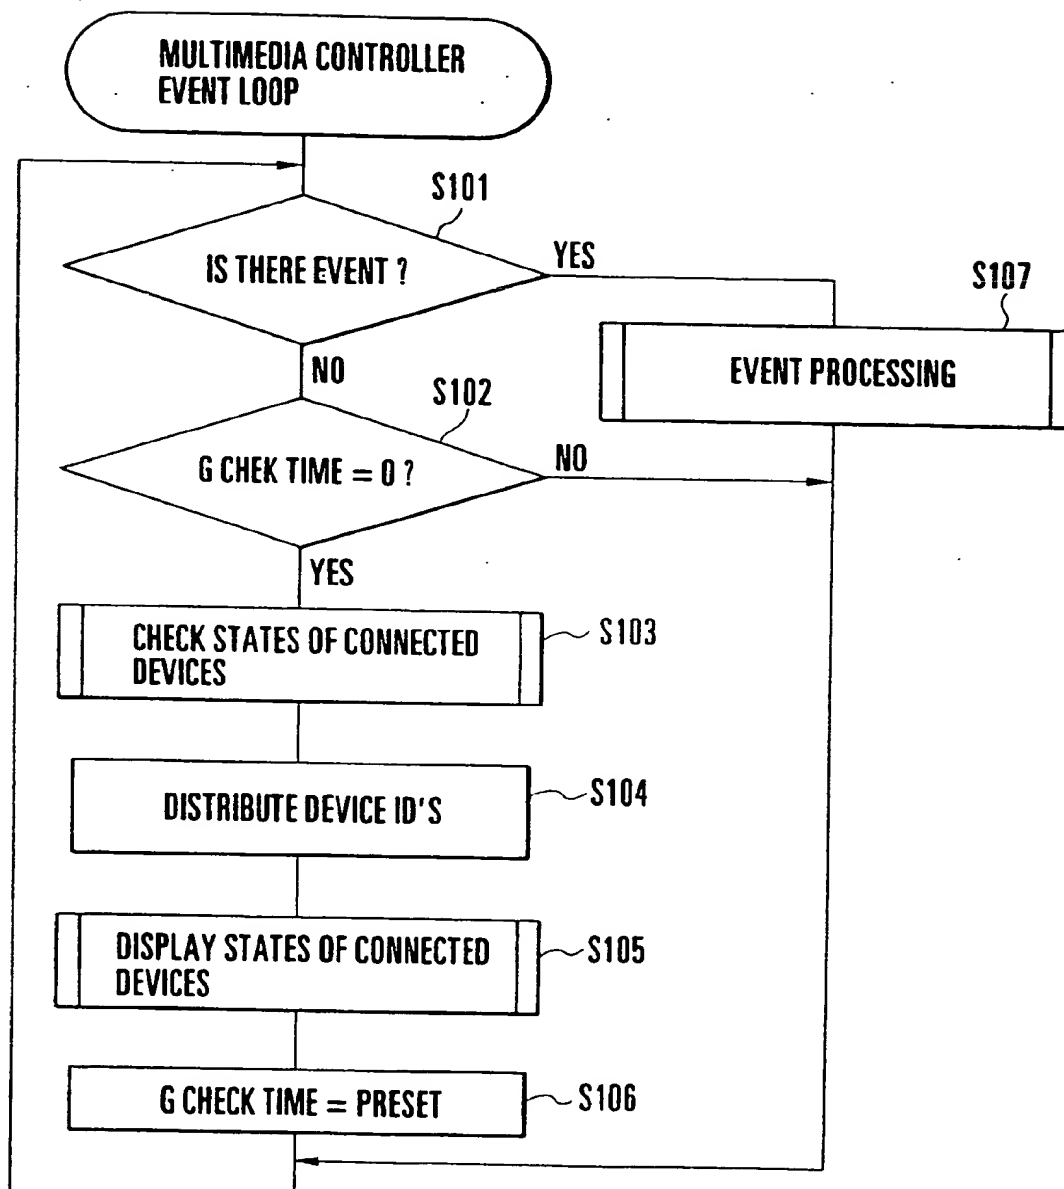 MULTIMEDIA CONTROLLER
EVENT LOOP
S101
IS THERE EVENT ?
YES
S107
EVENT PROCESSING
NO
S102
G CHEK TIME = 0 ?
NO
YES
CHECK STATES OF CONNECTED
DEVICES
S103
DISTRIBUTE DEVICE ID'S
S104
DISPLAY STATES OF CONNECTED
DEVICES
S105
G CHECK TIME = PRESET
S106